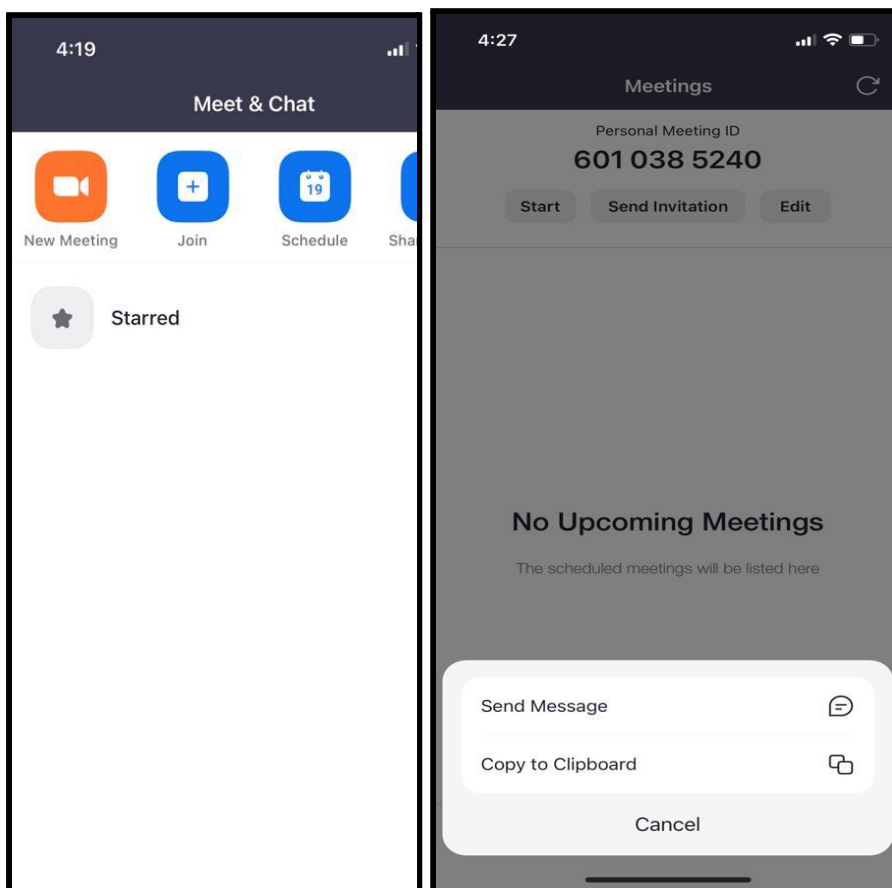 4:19
Meet & Chat
19
New Meeting
Join
Schedule
Starred
4:27
Meetings
Personal Meeting ID
601 038 5240
Start
Send Invitation
Edit
No Upcoming Meetings
The scheduled meetings will be listed here
Send Message
Copy to Clipboard
Cancel